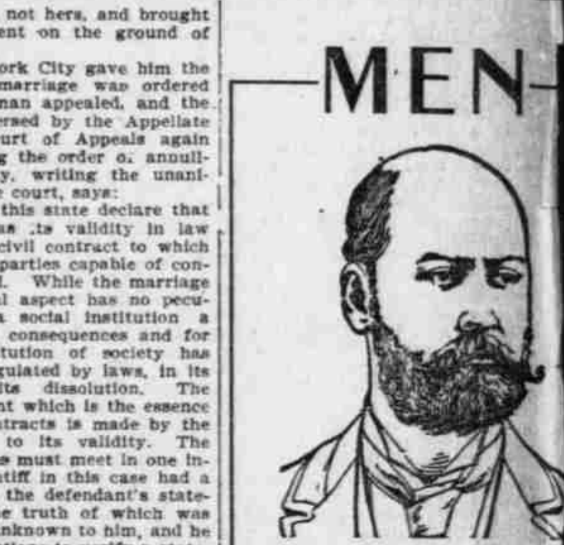 not hers, and brought
ent on the ground of
ork City gave him the
marriage was ordered
man appealed, and the
ersed by the Appellate
urt of Appeals again
g the order of annull-
y, writing the unani-
e court, says:
this state declare that
as its validity in law
civil contract to which
parties capable of con-
l. While the marriage
al aspect has no pecu-
a social institution a
consequences and for
itution of society has
gulated by laws, in its
its dissolution. The
nt which is the essence
ntracts is made by the
to its validity. The
s must meet in one in-
ntiff in this case had a
the defendant's state-
e truth of which was
nknown to him, and he
MEN